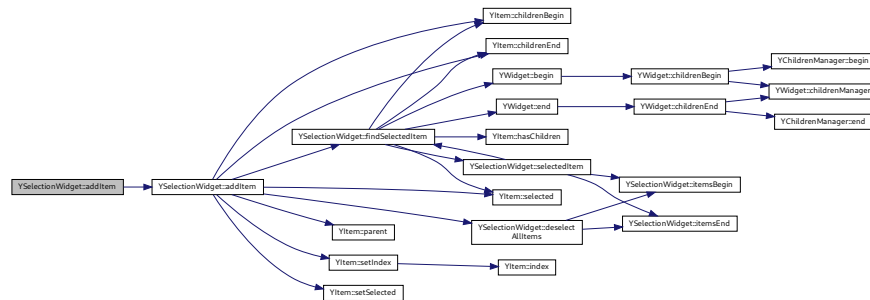 YItem::childrenBegin
YItem::childrenEnd
YChildrenManager::begin
YWidget::begin
YWidget::childrenBegin
YWidget::childrenManager
YWidget::end
YWidget::childrenEnd
YChildrenManager::end
YSelectionWidget::findSelectedItem
YItem::hasChildren
YSelectionWidget::selectedItem
YSelectionWidget::addItem
YSelectionWidget::addItem
YItem::selected
YSelectionWidget::itemsBegin
YItem::parent
YSelectionWidget::deselect
AllItems
YSelectionWidget::itemsEnd
YItem::setIndex
YItem::index
YItem::setSelected